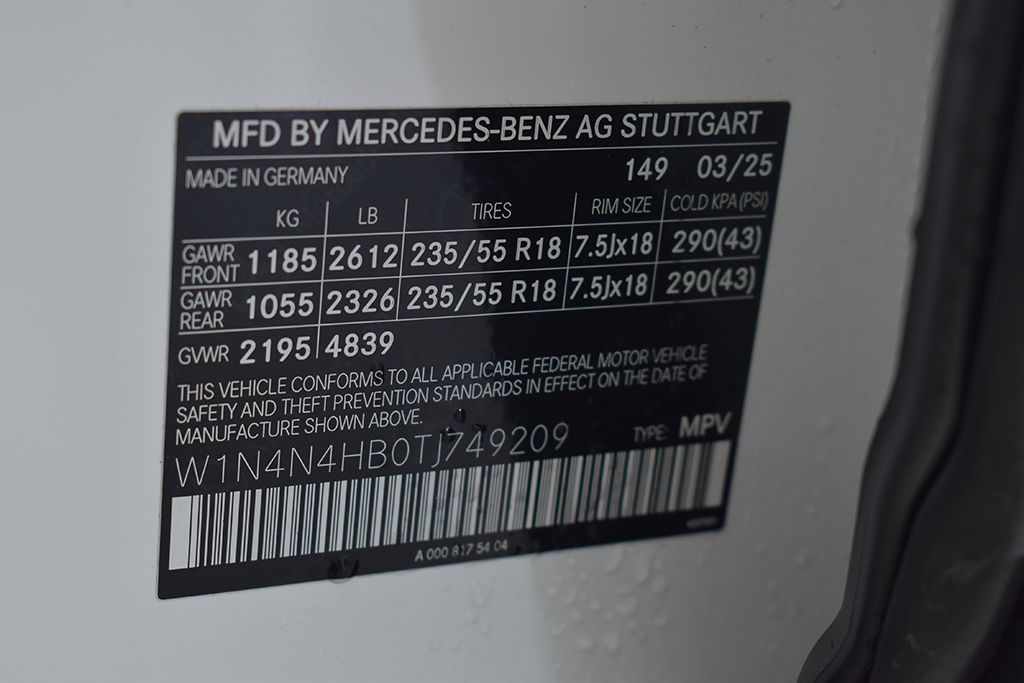 MFD BY MERCEDES-BENZ AG STUTTGART
MADE IN GERMANY 149 03/25
KG LB TIRES RIM SIZE COLD KPA (PSI)
GAWR FRONT 1185 2612 235/55 R18 7.5Jx18 290(43)
GAWR REAR 1055 2326 235/55 R18 7.5Jx18 290(43)
GVWR 2195 4839
THIS VEHICLE CONFORMS TO ALL APPLICABLE FEDERAL MOTOR VEHICLE
SAFETY AND THEFT PREVENTION STANDARDS IN EFFECT ON THE DATE OF
MANUFACTURE SHOWN ABOVE.
W1N4N4HB0TJ749209 TYPE: MPV
A 000 817 54 04